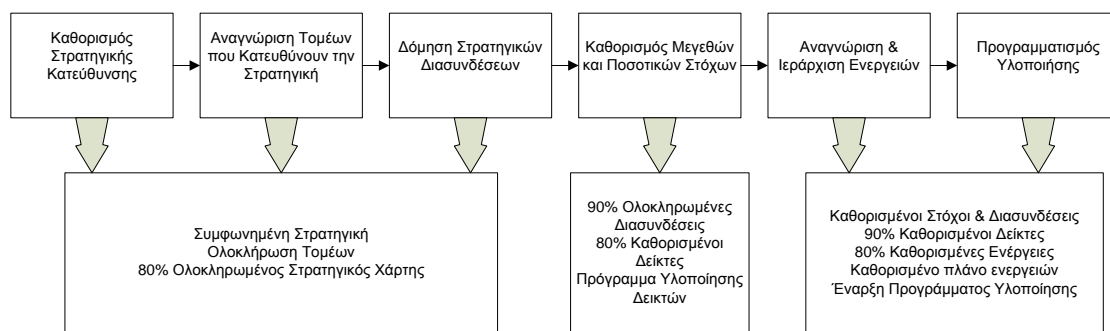 Καθορισμός
Στρατηγικής
Κατεύθυνσης
Αναγνώριση Τομέων
που Κατευθύνουν την
Στρατηγική
Δόμηση Στρατηγικών
Διασυνδέσεων
Καθορισμός Μεγεθών
και Ποσοτικών Στόχων
Αναγνώριση &
Ιεράρχιση Ενεργειών
Προγραμματισμός
Υλοποιήσης
Συμφωνημένη Στρατηγική
Ολοκλήρωση Τομέων
80% Ολοκληρωμένος Στρατηγικός Χάρτης
90% Ολοκληρωμένες
Διασυνδέσεις
80% Καθορισμένοι
Δείκτες
Πρόγραμμα Υλοποίησης
Δεικτών
Καθορισμένοι Στόχοι & Διασυνδέσεις
90% Καθορισμένοι Δείκτες
80% Καθορισμένες Ενέργειες
Καθορισμένο πλάνο ενεργειών
Έναρξη Προγράμματος Υλοποίησης